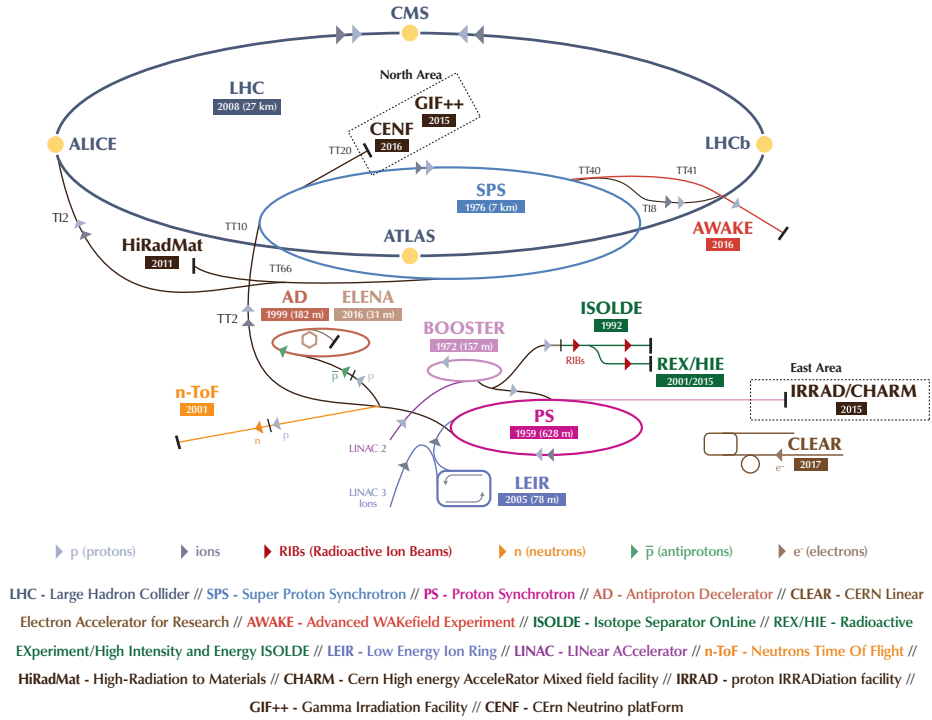 CMS
North Area
LHC
2008 (27 km)
GIF++
2015
CENF
2016
TT20
ALICE
LHCb
TT40
TT41
SPS
1976 (7 km)
TI8
TI2
TT10
AWAKE
2016
ATLAS
HiRadMat
2011
TT66
AD
1999 (182 m)
ELENA
2016 (31 m)
TT2
ISOLDE
1992
BOOSTER
1972 (157 m)
RIBs
REX/HIE
2001/2015
East Area
p̅
p
n-ToF
2001
IRRAD/CHARM
2015
PS
1959 (628 m)
n
p
LINAC 2
CLEAR
2017
e-
LEIR
2005 (78 m)
LINAC 3
Ions
p (protons)
ions
RIBs (Radioactive Ion Beams)
n (neutrons)
p̅ (antiprotons)
e- (electrons)
LHC - Large Hadron Collider // SPS - Super Proton Synchrotron // PS - Proton Synchrotron // AD - Antiproton Decelerator // CLEAR - CERN Linear
Electron Accelerator for Research // AWAKE - Advanced WAKefield Experiment // ISOLDE - Isotope Separator OnLine // REX/HIE - Radioactive
EXperiment/High Intensity and Energy ISOLDE // LEIR - Low Energy Ion Ring // LINAC - LINear ACcelerator // n-ToF - Neutrons Time Of Flight //
HiRadMat - High-Radiation to Materials // CHARM - Cern High energy AcceleRator Mixed field facility // IRRAD - proton IRRADiation facility //
GIF++ - Gamma Irradiation Facility // CENF - CErn Neutrino platForm